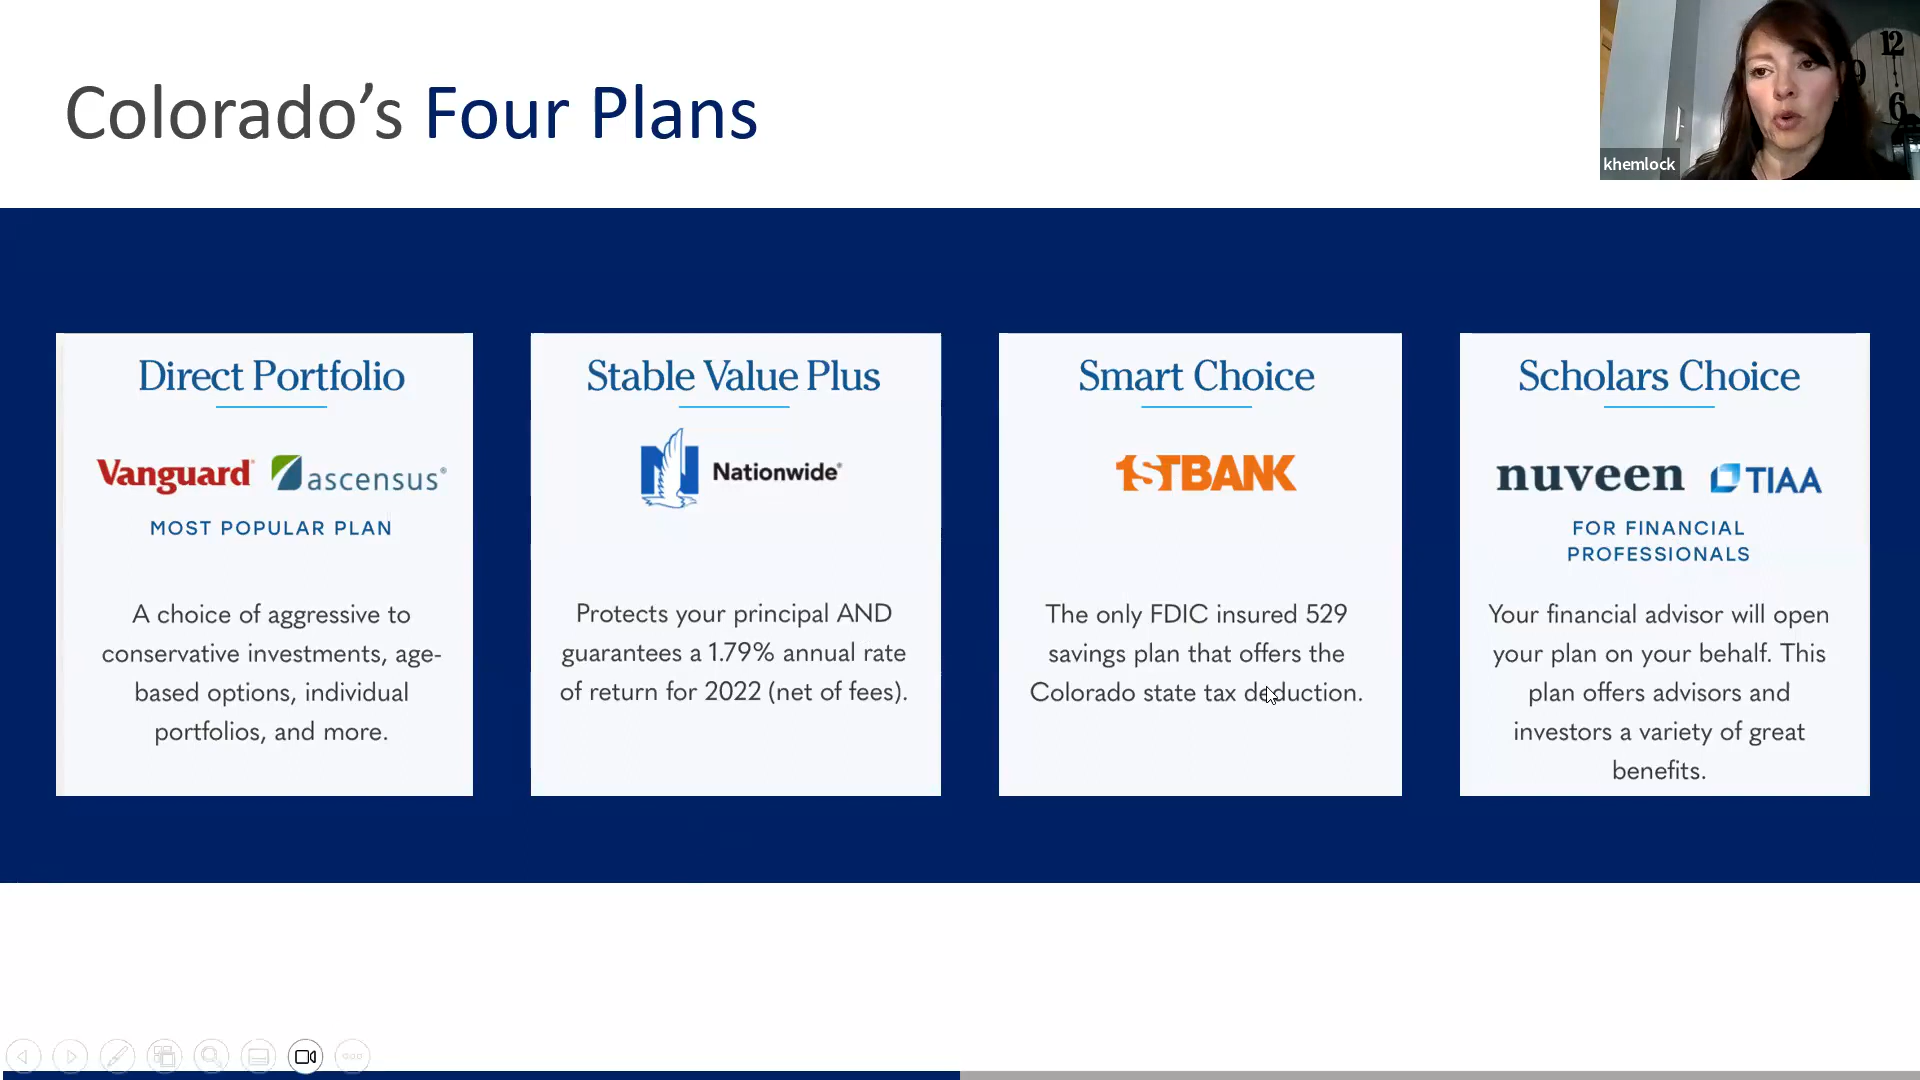 Colorado’s Four Plans
12
9
6
khemlock
Direct Portfolio
Vanguard® ascensus®
MOST POPULAR PLAN
A choice of aggressive to
conservative investments, age-
based options, individual
portfolios, and more.
Stable Value Plus
N Nationwide®
Protects your principal AND
guarantees a 1.79% annual rate
of return for 2022 (net of fees).
Smart Choice
1STBANK
The only FDIC insured 529
savings plan that offers the
Colorado state tax deduction.
Scholars Choice
nuveen TIAA
FOR FINANCIAL
PROFESSIONALS
Your financial advisor will open
your plan on your behalf. This
plan offers advisors and
investors a variety of great
benefits.